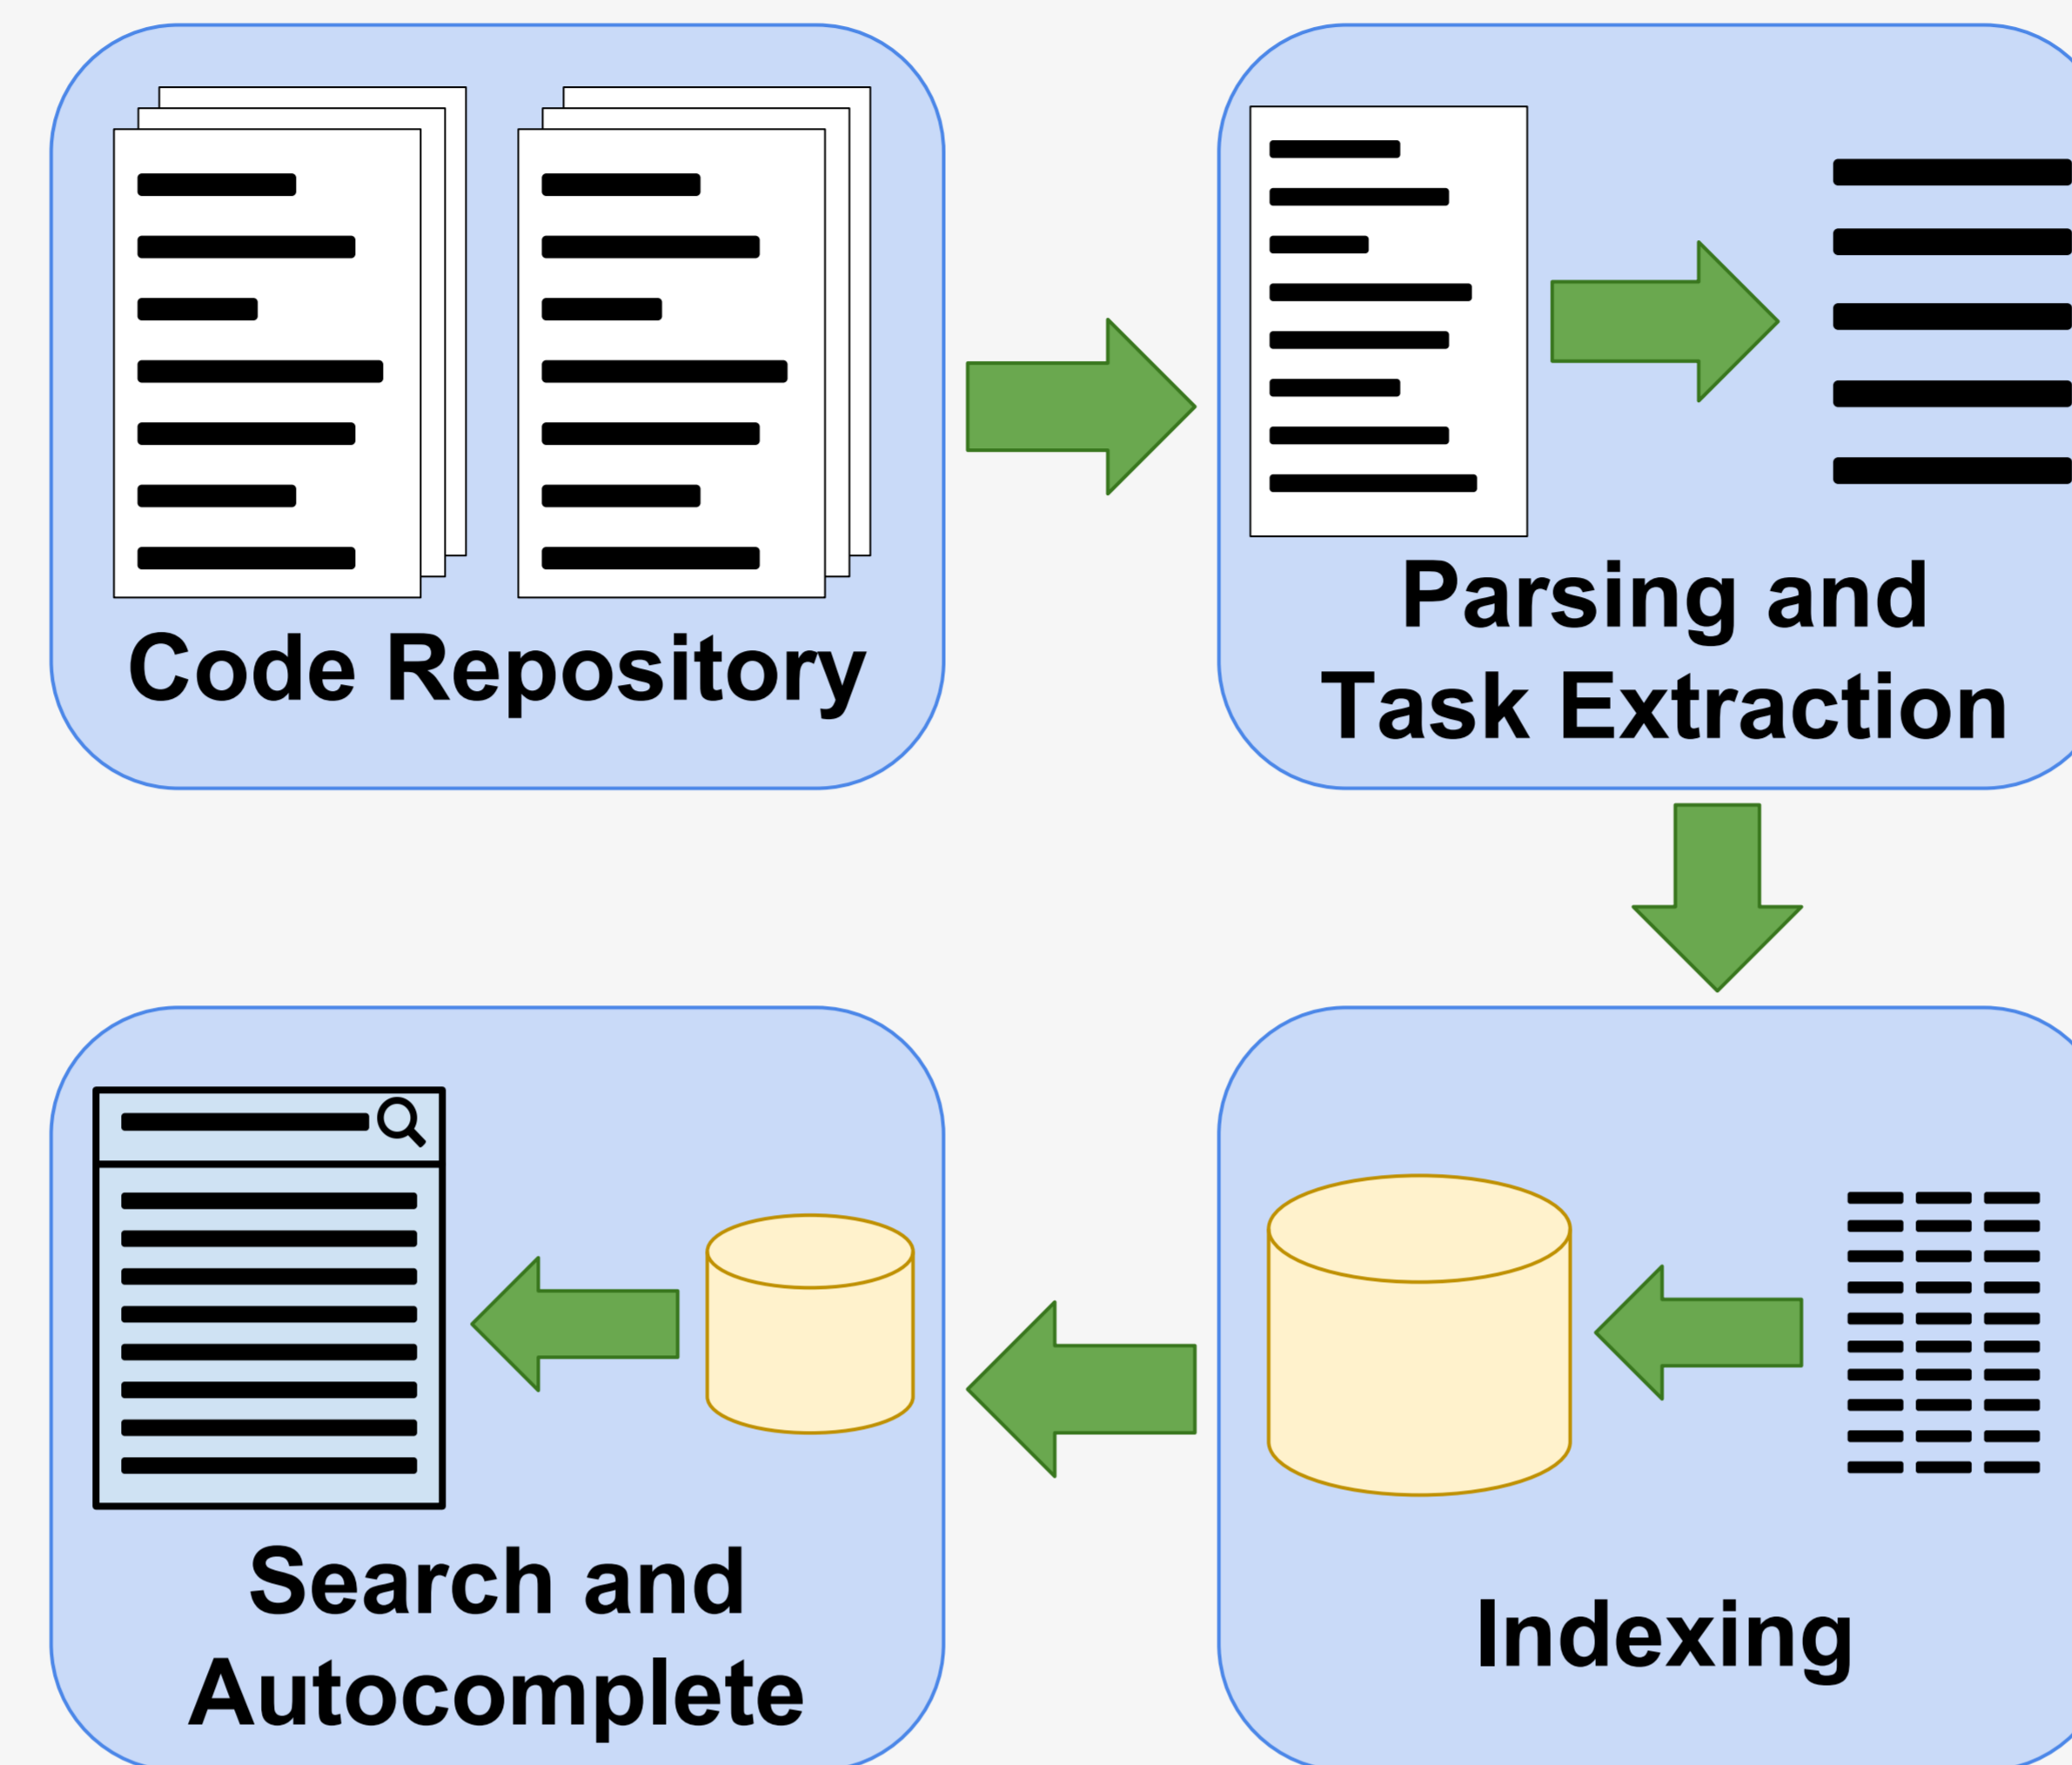 Code Repository
Parsing and
Task Extraction
Search and
Autocomplete
Indexing